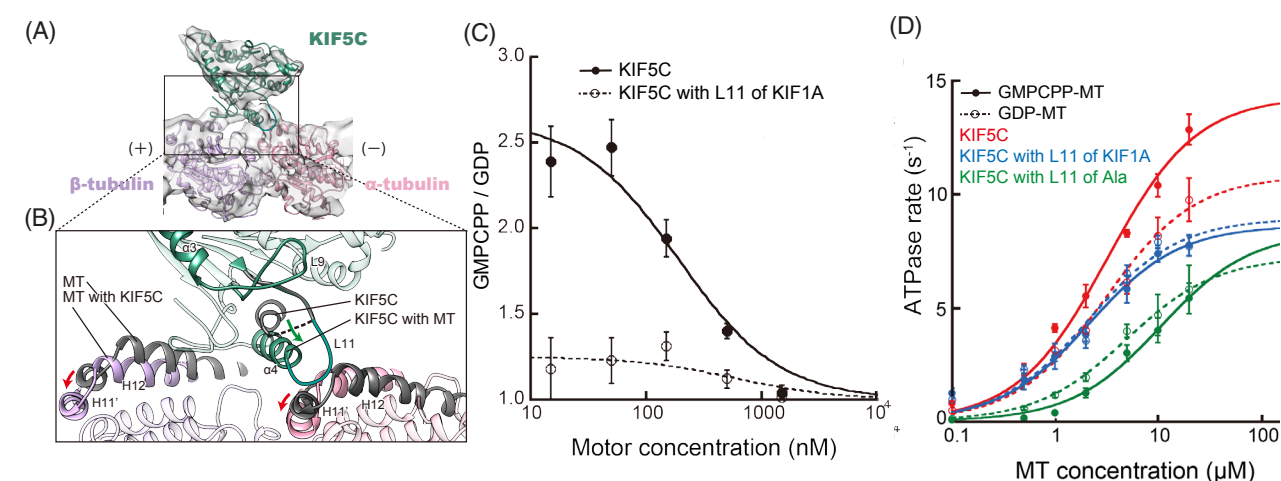 (A)
KIF5C
(+)
(−)
β-tubulin
α-tubulin
(B)
α3
L9
MT
MT with KIF5C
KIF5C
KIF5C with MT
L11
α4
H12
H11'
H11'
H12
(C)
3.0
2.5
2.0
1.5
1.0
GMPCPP / GDP
KIF5C
KIF5C with L11 of KIF1A
10
100
1000
10^4
Motor concentration (nM)
(D)
15
10
5
0
ATPase rate (s⁻¹)
GMPCPP-MT
GDP-MT
KIF5C
KIF5C with L11 of KIF1A
KIF5C with L11 of Ala
0.1
1
10
100
MT concentration (μM)